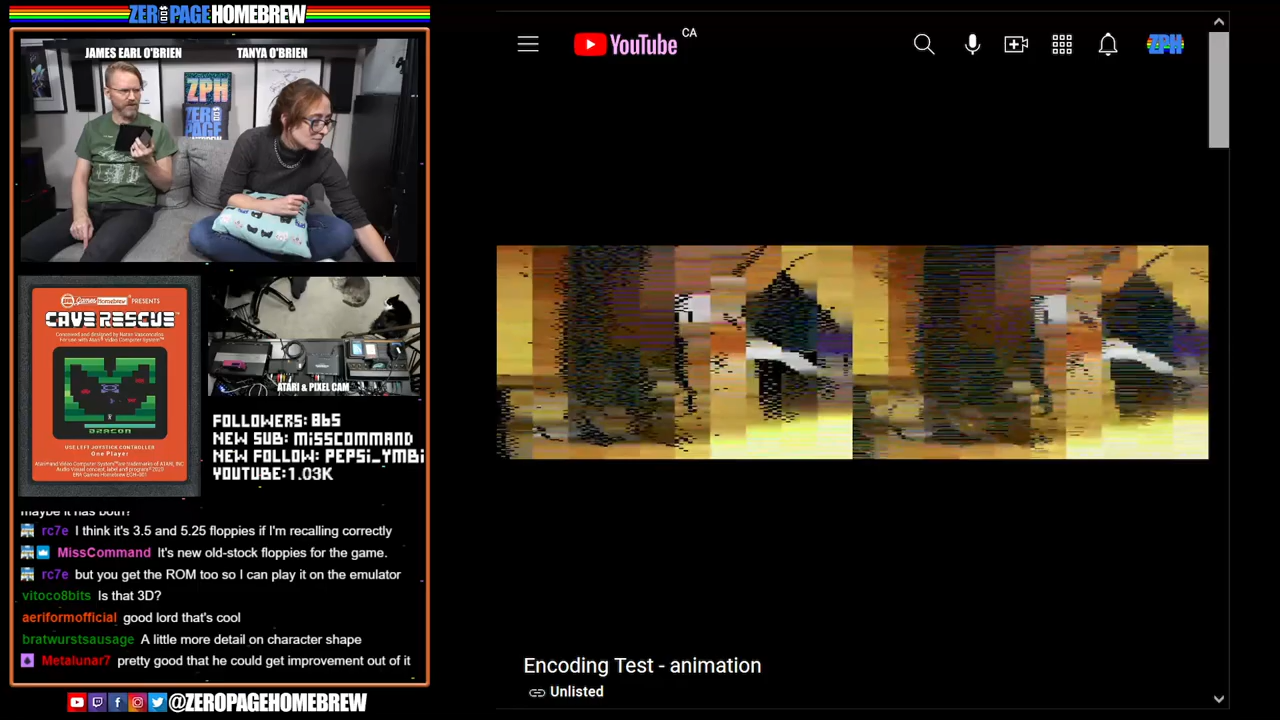 ZEROPAGE HOMEBREW
JAMES EARL O'BRIEN
TANYA O'BRIEN
ZPH
ZERO
PAGE
Games Homebrew PRESENTS
CAVE RESCUE
USE LEFT JOYSTICK CONTROLLER
One Player
ATARI & PIXEL CAM
FOLLOWERS: 865
NEW SUB: MISSCOMMAND
NEW FOLLOW: PEPSI_YMBI
YOUTUBE:1.03K
maybe it has both?
rc7e I think it's 3.5 and 5.25 floppies if I'm recalling correctly
MissCommand It's new old-stock floppies for the game.
rc7e but you get the ROM too so I can play it on the emulator
vitoco8bits Is that 3D?
aeriformofficial good lord that's cool
bratwurstsausage A little more detail on character shape
Metalunar7 pretty good that he could get improvement out of it
@ZEROPAGEHOMEBREW
YouTube CA
ZPH
Encoding Test - animation
Unlisted